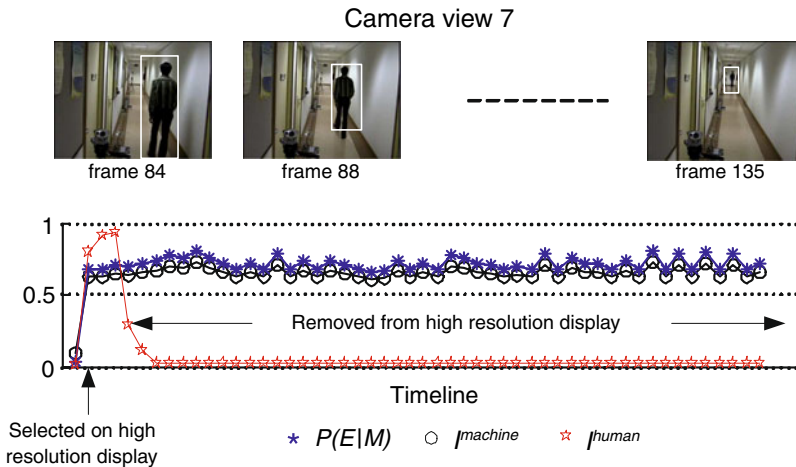 Camera view 7
frame 84
frame 88
frame 135
1
0.5
0
Removed from high resolution display
Timeline
Selected on high
resolution display
P(E|M)
I^machine
I^human